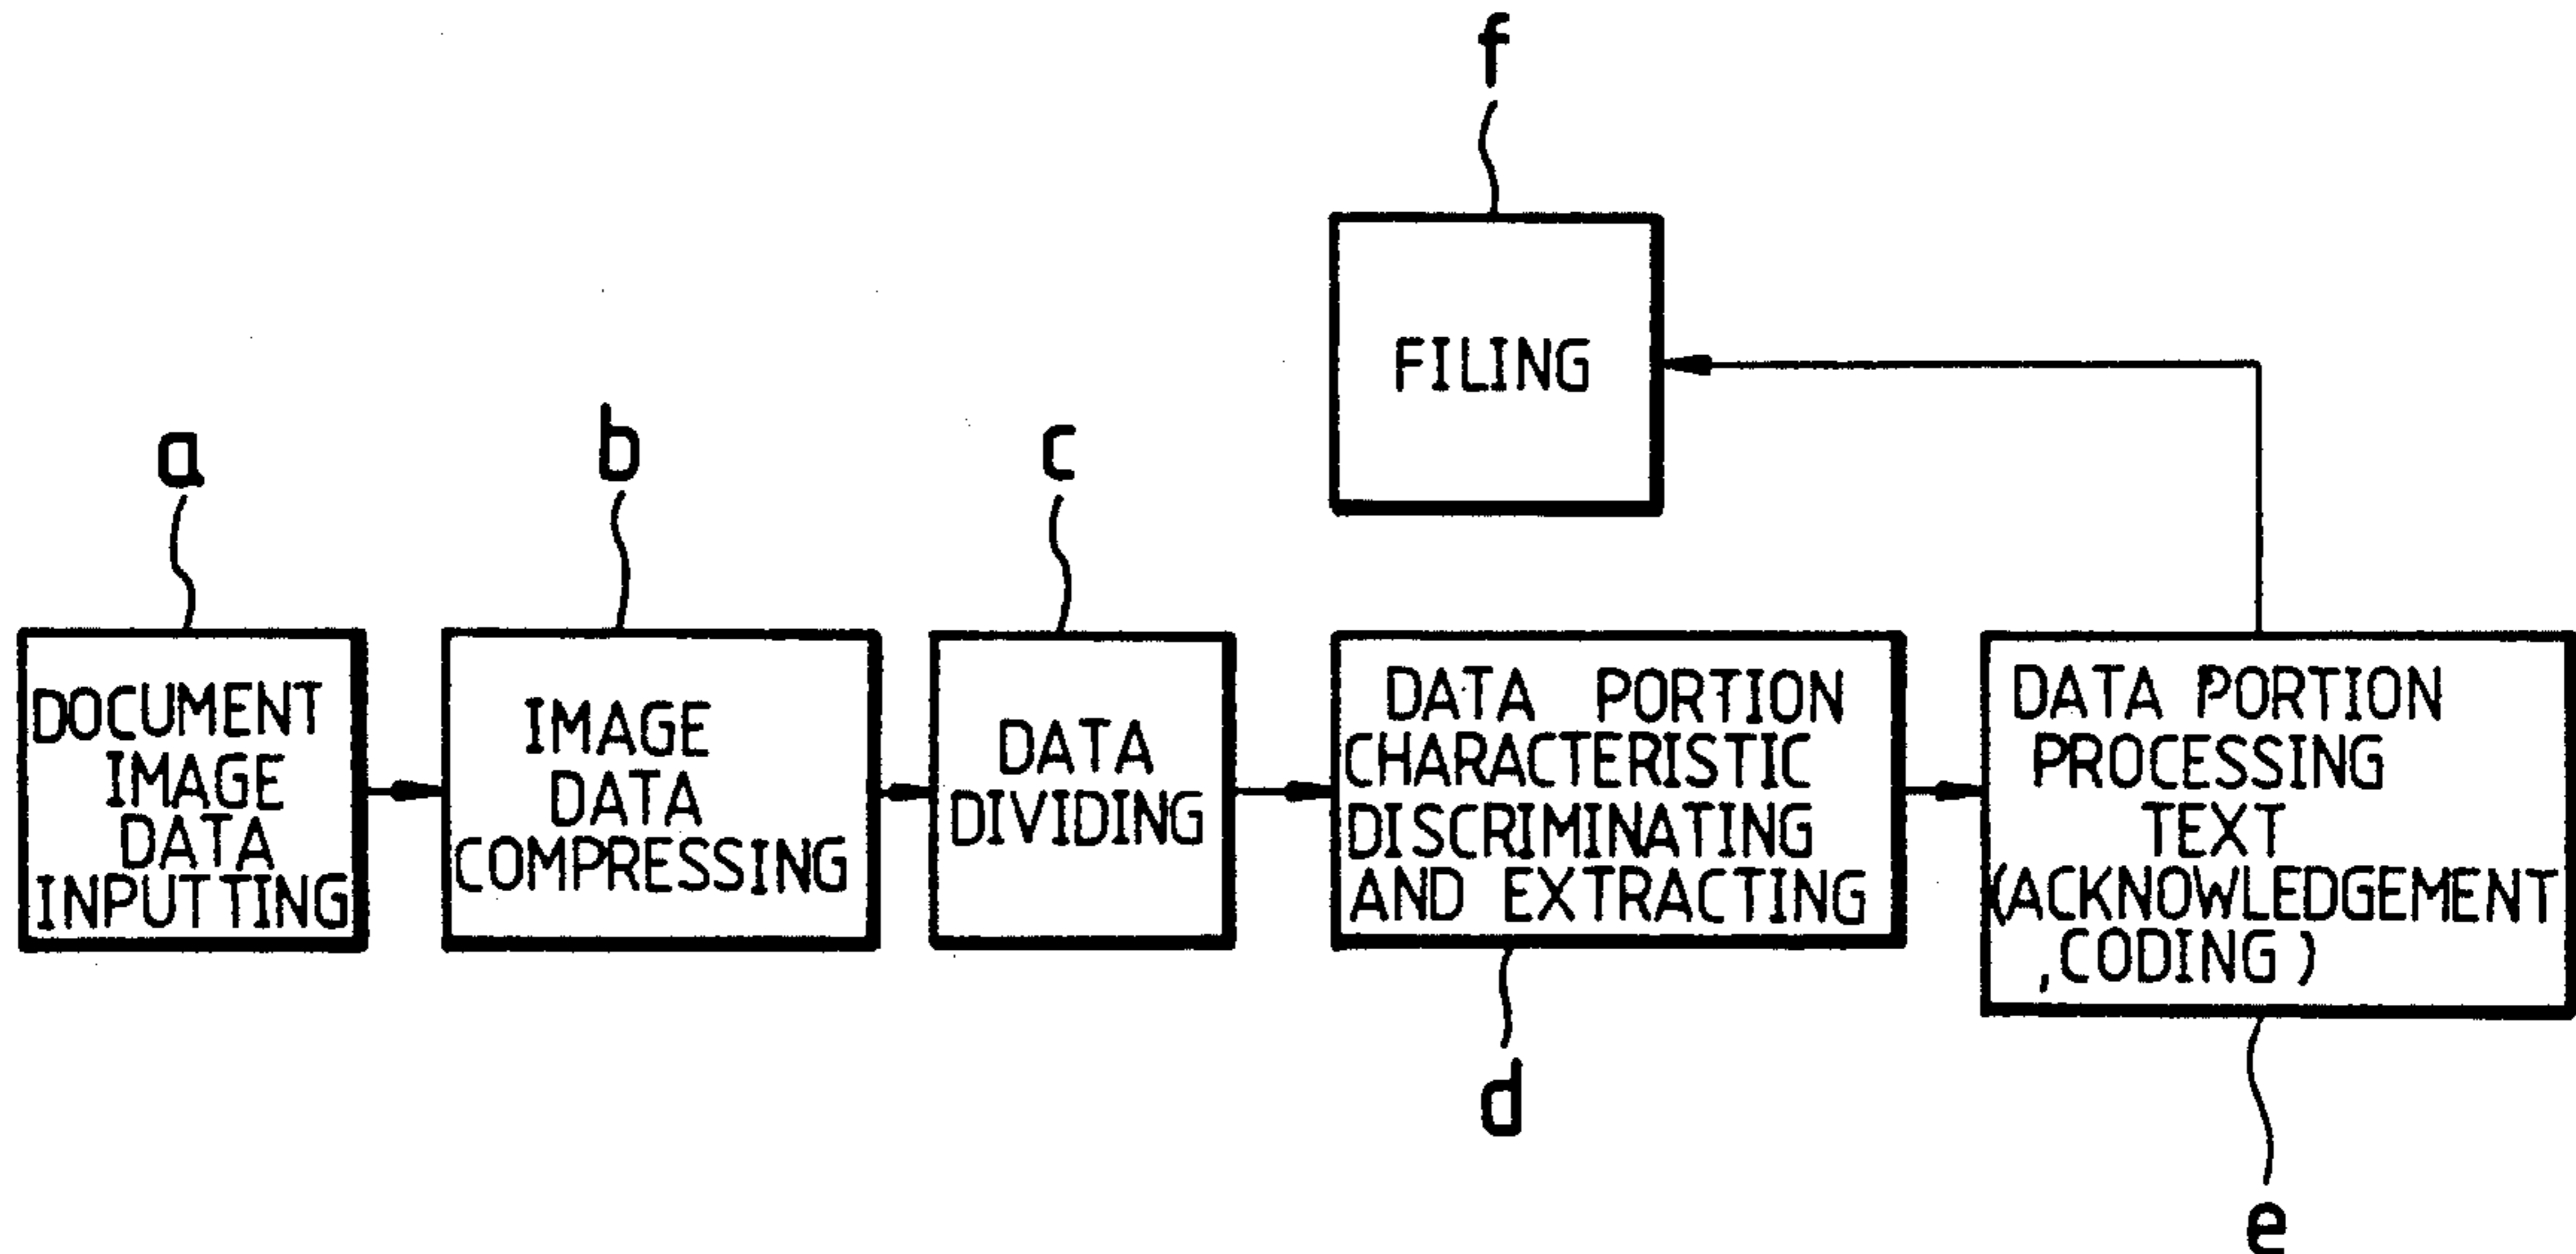 f
FILING
a
b
c
DOCUMENT
IMAGE
DATA
INPUTTING
IMAGE
DATA
COMPRESSING
DATA
DIVIDING
DATA PORTION
CHARACTERISTIC
DISCRIMINATING
AND EXTRACTING
DATA PORTION
PROCESSING
TEXT
(ACKNOWLEDGEMENT
,CODING)
d
e